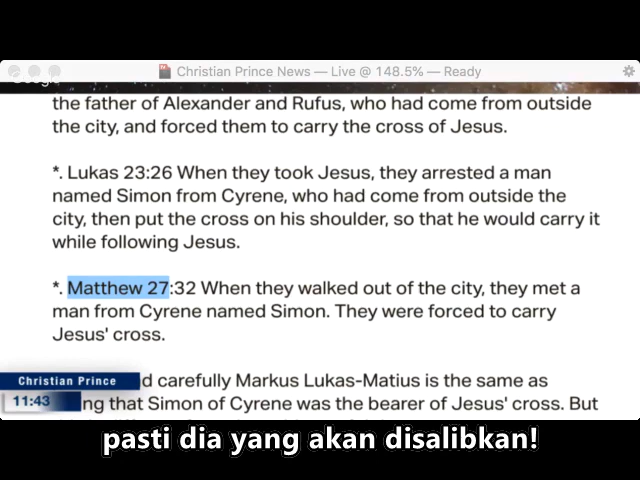 Christian Prince News — Live @ 148.5% — Ready
the father of Alexander and Rufus, who had come from outside
the city, and forced them to carry the cross of Jesus.
*. Lukas 23:26 When they took Jesus, they arrested a man
named Simon from Cyrene, who had come from outside the
city, then put the cross on his shoulder, so that he would carry it
while following Jesus.
*. Matthew 27:32 When they walked out of the city, they met a
man from Cyrene named Simon. They were forced to carry
Jesus' cross.
d carefully Markus Lukas-Matius is the same as
ng that Simon of Cyrene was the bearer of Jesus' cross. But
Christian Prince
11:43
pasti dia yang akan disalibkan!